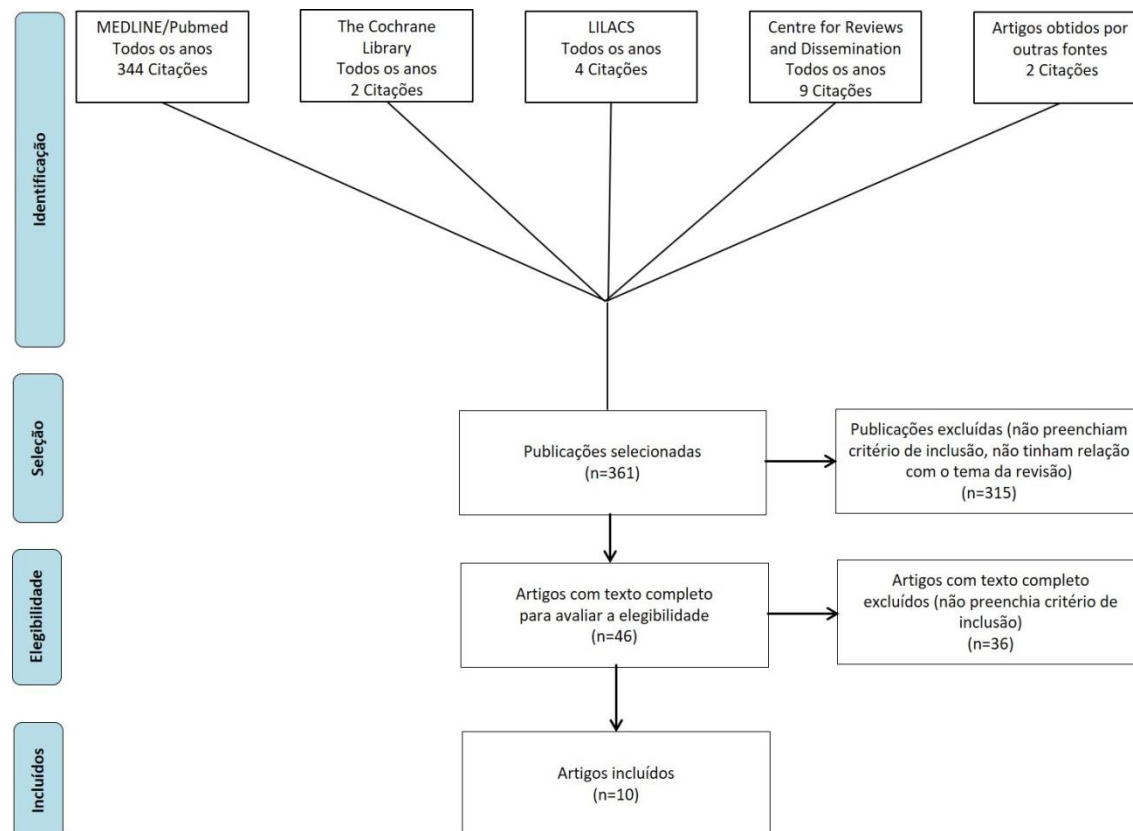 Identificação
MEDLINE/Pubmed
Todos os anos
344 Citações
The Cochrane
Library
Todos os anos
2 Citações
LILACS
Todos os anos
4 Citações
Centre for Reviews
and Dissemination
Todos os anos
9 Citações
Artigos obtidos por
outras fontes
2 Citações
Seleção
Publicações selecionadas
(n=361)
Publicações excluídas (não preenchiam
critério de inclusão, não tinham relação
com o tema da revisão)
(n=315)
Elegibilidade
Artigos com texto completo
para avaliar a elegibilidade
(n=46)
Artigos com texto completo
excluídos (não preenchia critério de
inclusão)
(n=36)
Incluídos
Artigos incluídos
(n=10)